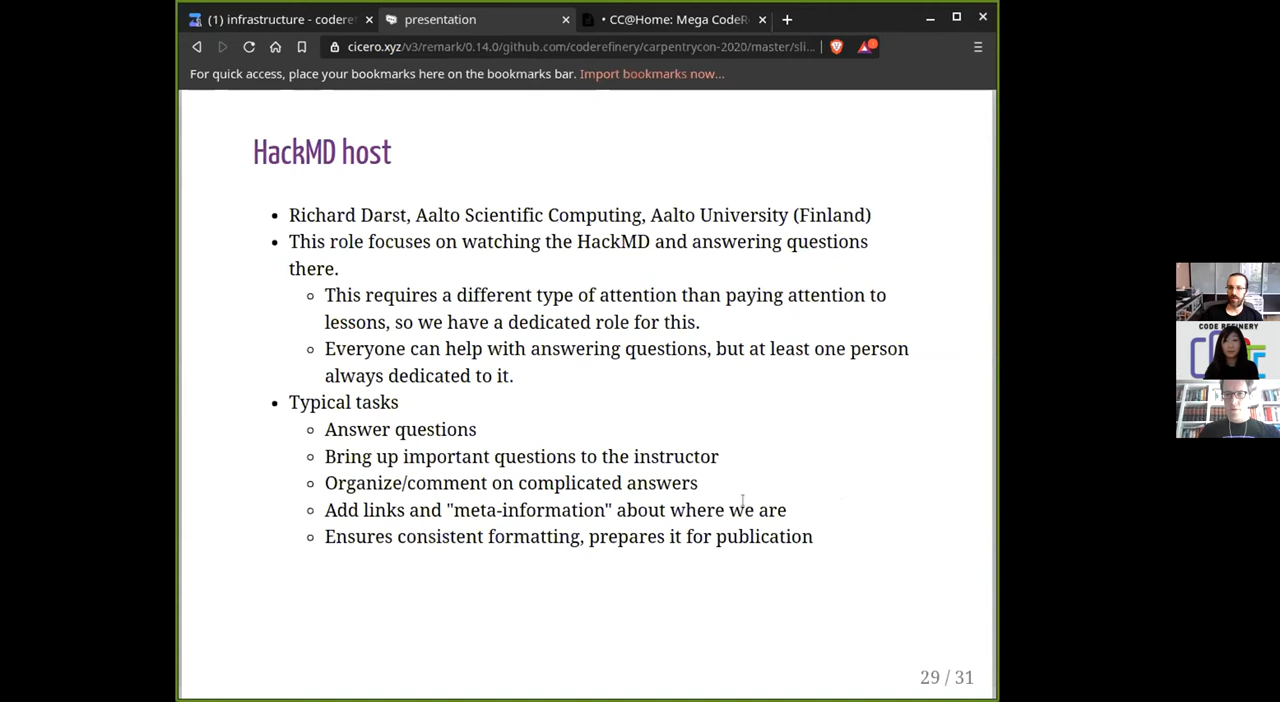 (1) infrastructure - coderef
presentation
• CC@Home: Mega CodeR
cicero.xyz/v3/remark/0.14.0/github.com/coderefinery/carpentrycon-2020/master/sli...
For quick access, place your bookmarks here on the bookmarks bar. Import bookmarks now...
HackMD host
• Richard Darst, Aalto Scientific Computing, Aalto University (Finland)
• This role focuses on watching the HackMD and answering questions
there.
○ This requires a different type of attention than paying attention to
lessons, so we have a dedicated role for this.
○ Everyone can help with answering questions, but at least one person
always dedicated to it.
• Typical tasks
○ Answer questions
○ Bring up important questions to the instructor
○ Organize/comment on complicated answers
○ Add links and "meta-information" about where we are
○ Ensures consistent formatting, prepares it for publication
29 / 31
CODE REFINERY